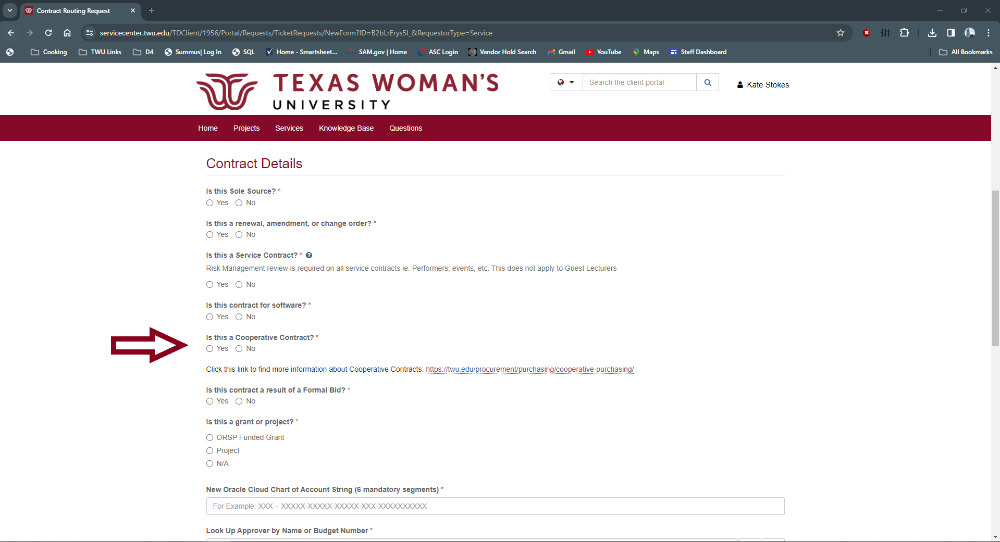 Contract Routing Request
servicecenter.twu.edu/TDClient/1956/Portal/Requests/TicketRequests/NewForm?ID=B2bLrErys5I_&RequestorType=Service
Cooking TWU Links D4 Summus| Log In SQL Home - Smartsheet... SAM.gov | Home ASC Login Vendor Hold Search Gmail YouTube Maps Staff Dashboard All Bookmarks
TEXAS WOMAN'S
UNIVERSITY
Search the client portal
Kate Stokes
Home Projects Services Knowledge Base Questions
Contract Details
Is this Sole Source? *
Yes No
Is this a renewal, amendment, or change order? *
Yes No
Is this a Service Contract? * ?
Risk Management review is required on all service contracts ie. Performers, events, etc. This does not apply to Guest Lecturers
Yes No
Is this contract for software? *
Yes No
Is this a Cooperative Contract? *
Yes No
Click this link to find more information about Cooperative Contracts: https://twu.edu/procurement/purchasing/cooperative-purchasing/
Is this contract a result of a Formal Bid? *
Yes No
Is this a grant or project? *
ORSP Funded Grant
Project
N/A
New Oracle Cloud Chart of Account String (6 mandatory segments) *
For Example: XXX – XXXXX-XXXXX-XXXXX-XXX-XXXXXXXXXX
Look Up Approver by Name or Budget Number *